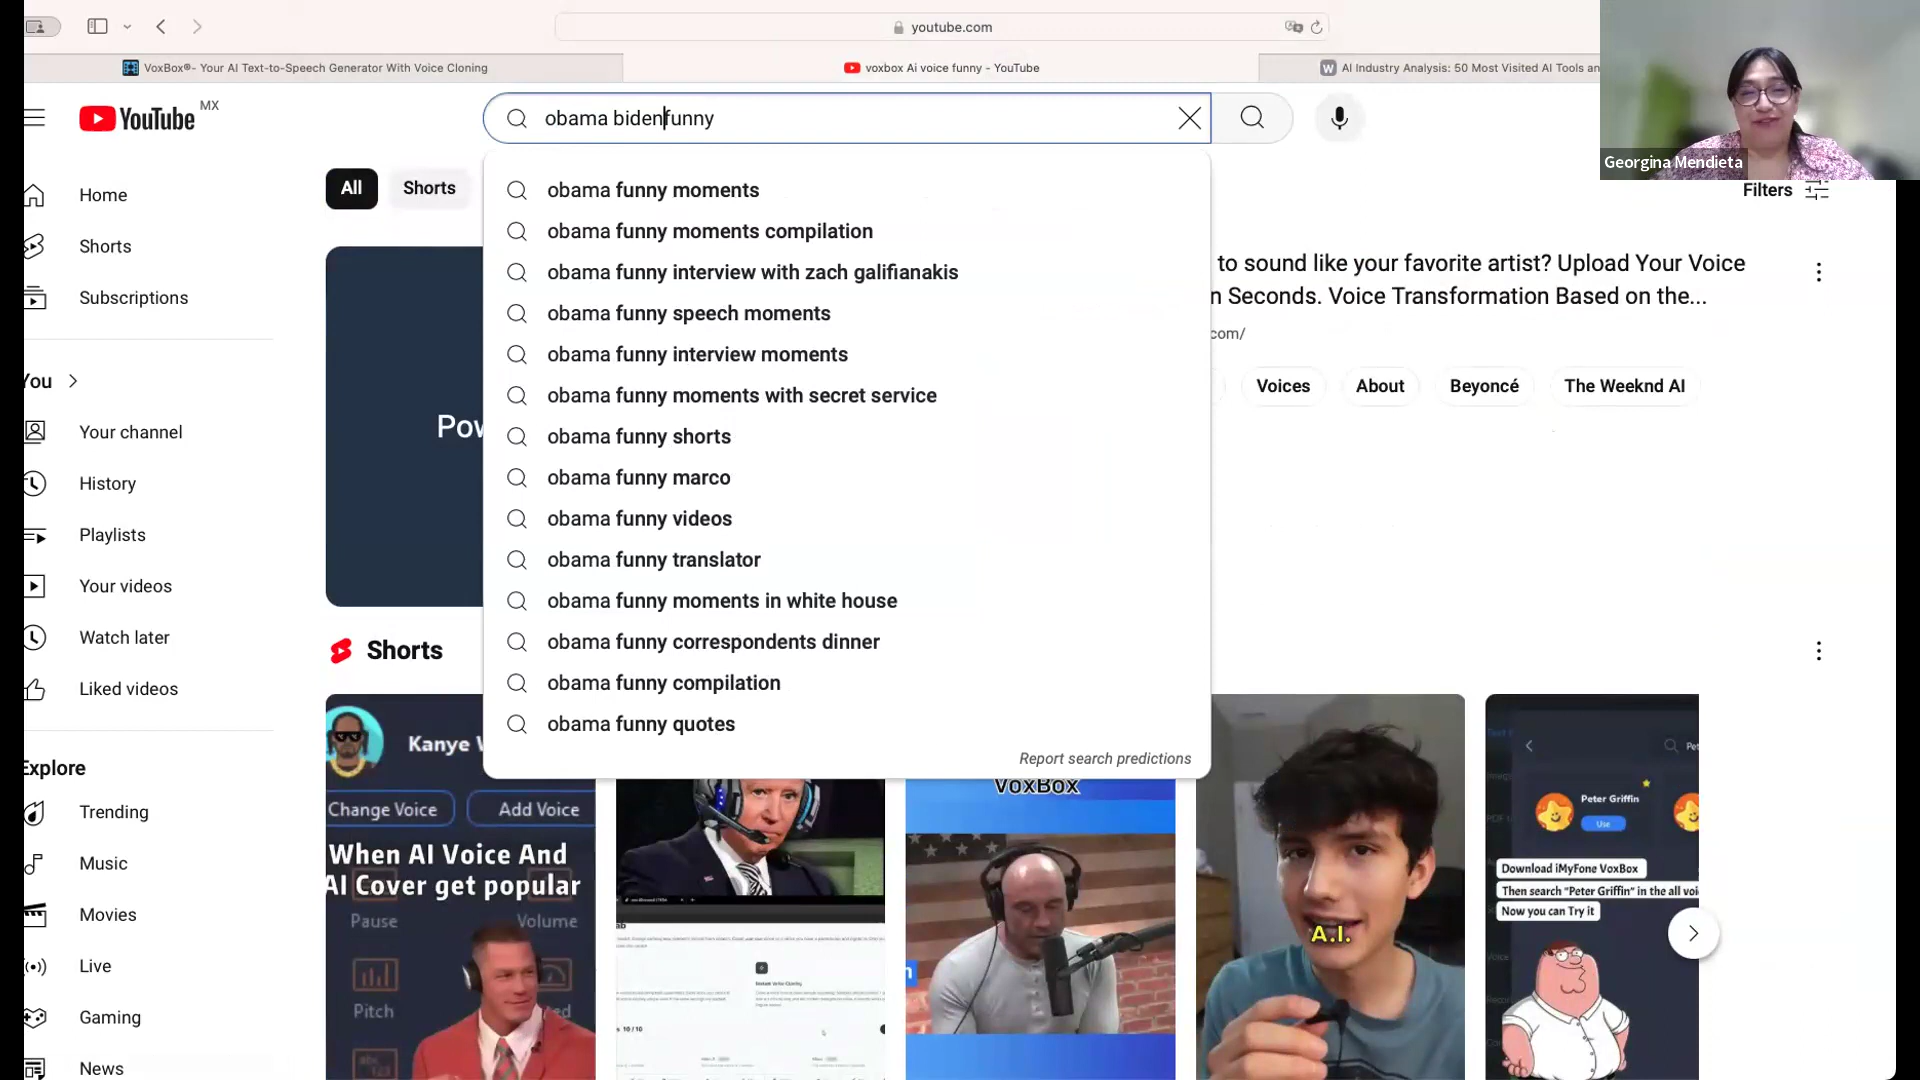 youtube.com
VoxBox®- Your AI Text-to-Speech Generator With Voice Cloning
voxbox Ai voice funny - YouTube
AI Industry Analysis: 50 Most Visited AI Tools an
YouTube MX
obama bidenfunny
Georgina Mendieta
Home
Shorts
Subscriptions
You
Your channel
History
Playlists
Your videos
Watch later
Liked videos
Explore
Trending
Music
Movies
Live
Gaming
News
All
Shorts
Filters
obama funny moments
obama funny moments compilation
obama funny interview with zach galifianakis
obama funny speech moments
obama funny interview moments
obama funny moments with secret service
obama funny shorts
obama funny marco
obama funny videos
obama funny translator
obama funny moments in white house
obama funny correspondents dinner
obama funny compilation
obama funny quotes
Report search predictions
to sound like your favorite artist? Upload Your Voice
n Seconds. Voice Transformation Based on the...
com/
Voices
About
Beyoncé
The Weeknd AI
Pow
Shorts
Kanye W
Change Voice
Add Voice
When AI Voice And
AI Cover get popular
Pause
Volume
Pitch
VoxBox
A.I.
Peter Griffin
Use
Download iMyFone VoxBox
Then search "Peter Griffin" in the all voi
Now you can Try it